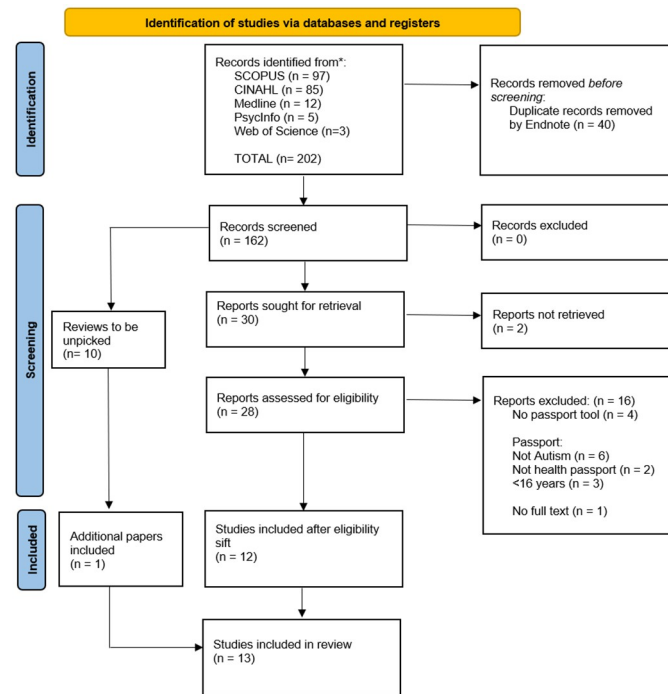 Identification of studies via databases and registers
Identification
Records identified from*:
SCOPUS (n = 97)
CINAHL (n = 85)
Medline (n = 12)
PsycInfo (n = 5)
Web of Science (n=3)
TOTAL (n= 202)
Records removed before
screening:
Duplicate records removed
by Endnote (n = 40)
Screening
Records screened
(n = 162)
Records excluded
(n = 0)
Reviews to be
unpicked
(n= 10)
Reports sought for retrieval
(n = 30)
Reports not retrieved
(n = 2)
Reports assessed for eligibility
(n = 28)
Reports excluded: (n = 16)
No passport tool (n = 4)
Passport:
Not Autism (n = 6)
Not health passport (n = 2)
<16 years (n = 3)
No full text (n = 1)
Included
Additional papers
included
(n = 1)
Studies included after eligibility
sift
(n = 12)
Studies included in review
(n = 13)